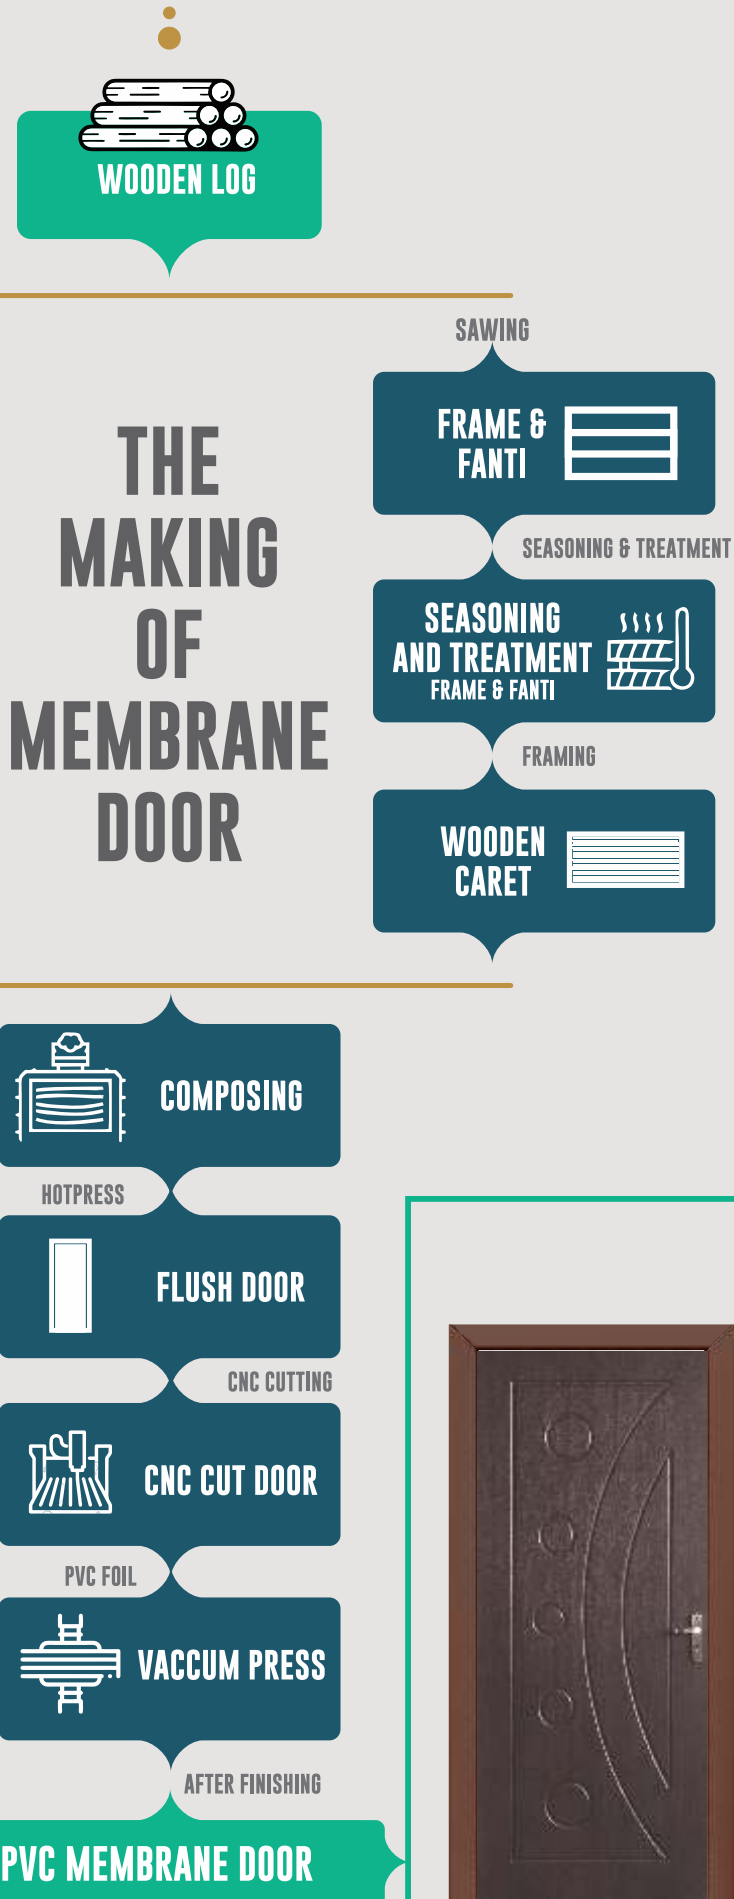 WOODEN LOG
THE
MAKING
OF
MEMBRANE
DOOR
SAWING
FRAME &
FANTI
SEASONING & TREATMENT
SEASONING
AND TREATMENT
FRAME & FANTI
FRAMING
WOODEN
CARET
COMPOSING
HOTPRESS
FLUSH DOOR
CNC CUTTING
CNC CUT DOOR
PVC FOIL
VACCUM PRESS
AFTER FINISHING
PVC MEMBRANE DOOR